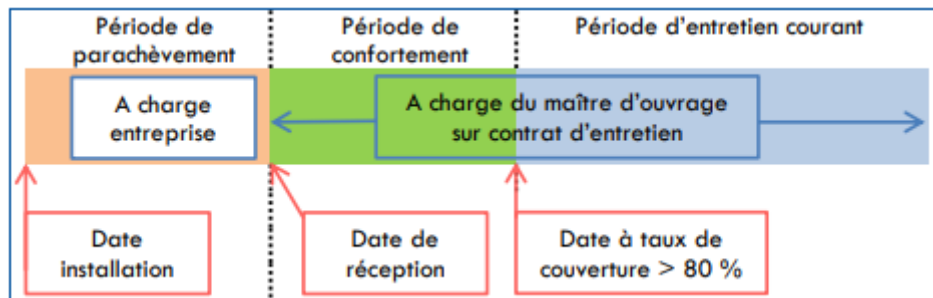 Période de
parachèvement
Période de
confortement
Période d'entretien courant
A charge
entreprise
A charge du maître d'ouvrage
sur contrat d'entretien
Date
installation
Date de
réception
Date à taux de
couverture > 80 %